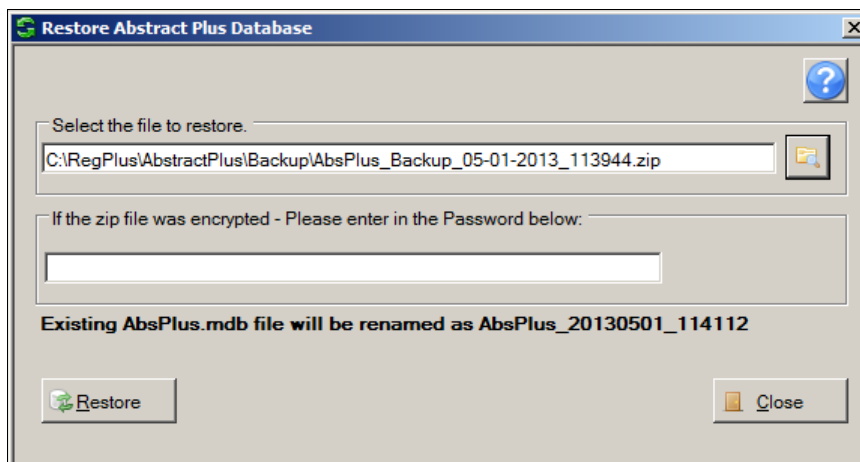 Restore Abstract Plus Database
Select the file to restore.
C:\RegPlus\AbstractPlus\Backup\AbsPlus_Backup_05-01-2013_113944.zip
If the zip file was encrypted - Please enter in the Password below:
Existing AbsPlus.mdb file will be renamed as AbsPlus_20130501_114112
Restore
Close